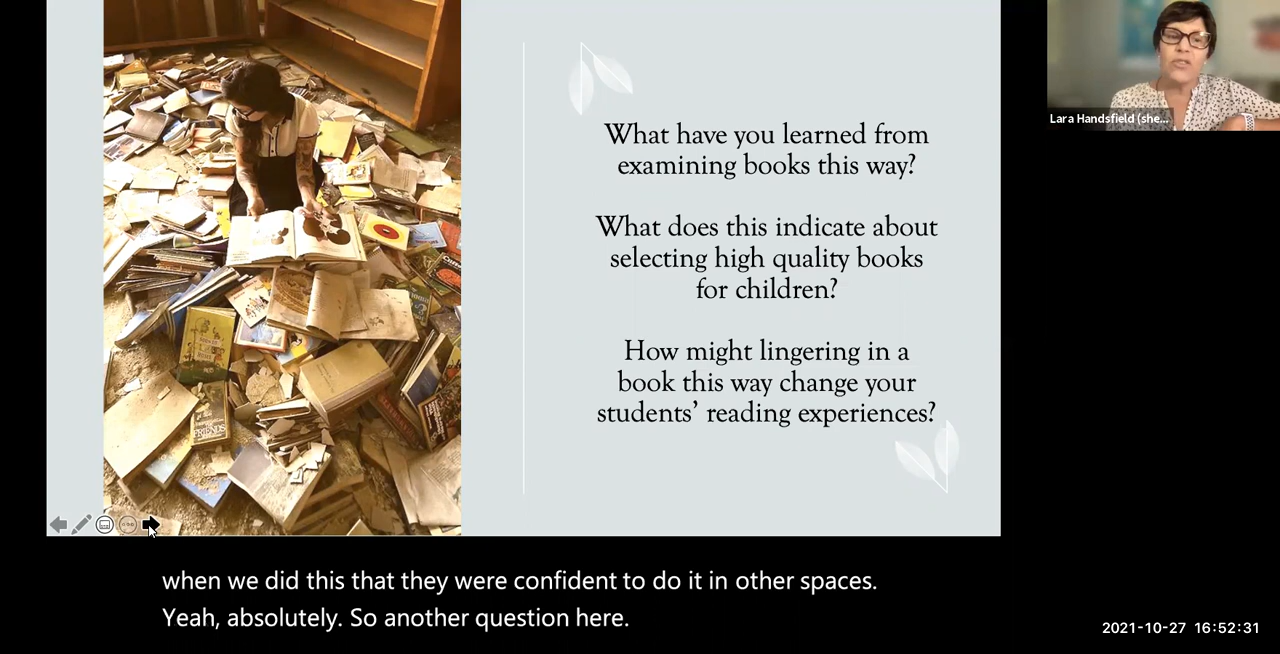 What have you learned from
examining books this way?
What does this indicate about
selecting high quality books
for children?
How might lingering in a
book this way change your
students' reading experiences?
Lara Handsfield (she...
FRIENDS
when we did this that they were confident to do it in other spaces.
Yeah, absolutely. So another question here.
2021-10-27 16:52:31